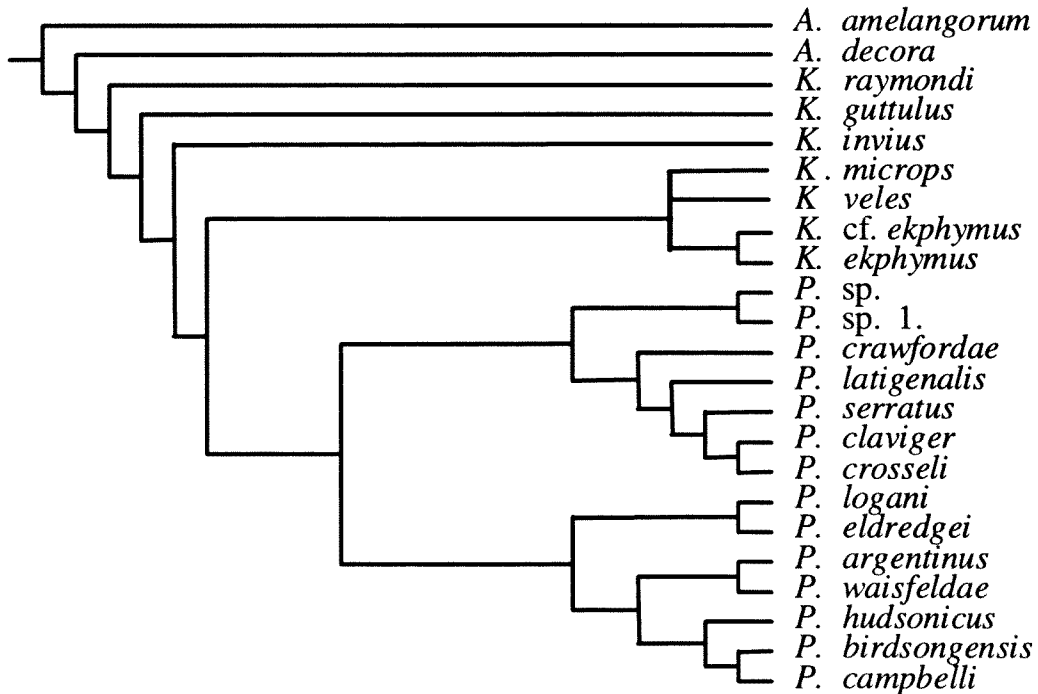 A. amelangorum
A. decora
K. raymondi
K. guttulus
K. invius
K. microps
K veles
K. cf. ekphymus
K. ekphymus
P. sp.
P. sp. 1.
P. crawfordae
P. latigenalis
P. serratus
P. claviger
P. crosseli
P. logani
P. eldredgei
P. argentinus
P. waisfeldae
P. hudsonicus
P. birdsongensis
P. campbelli